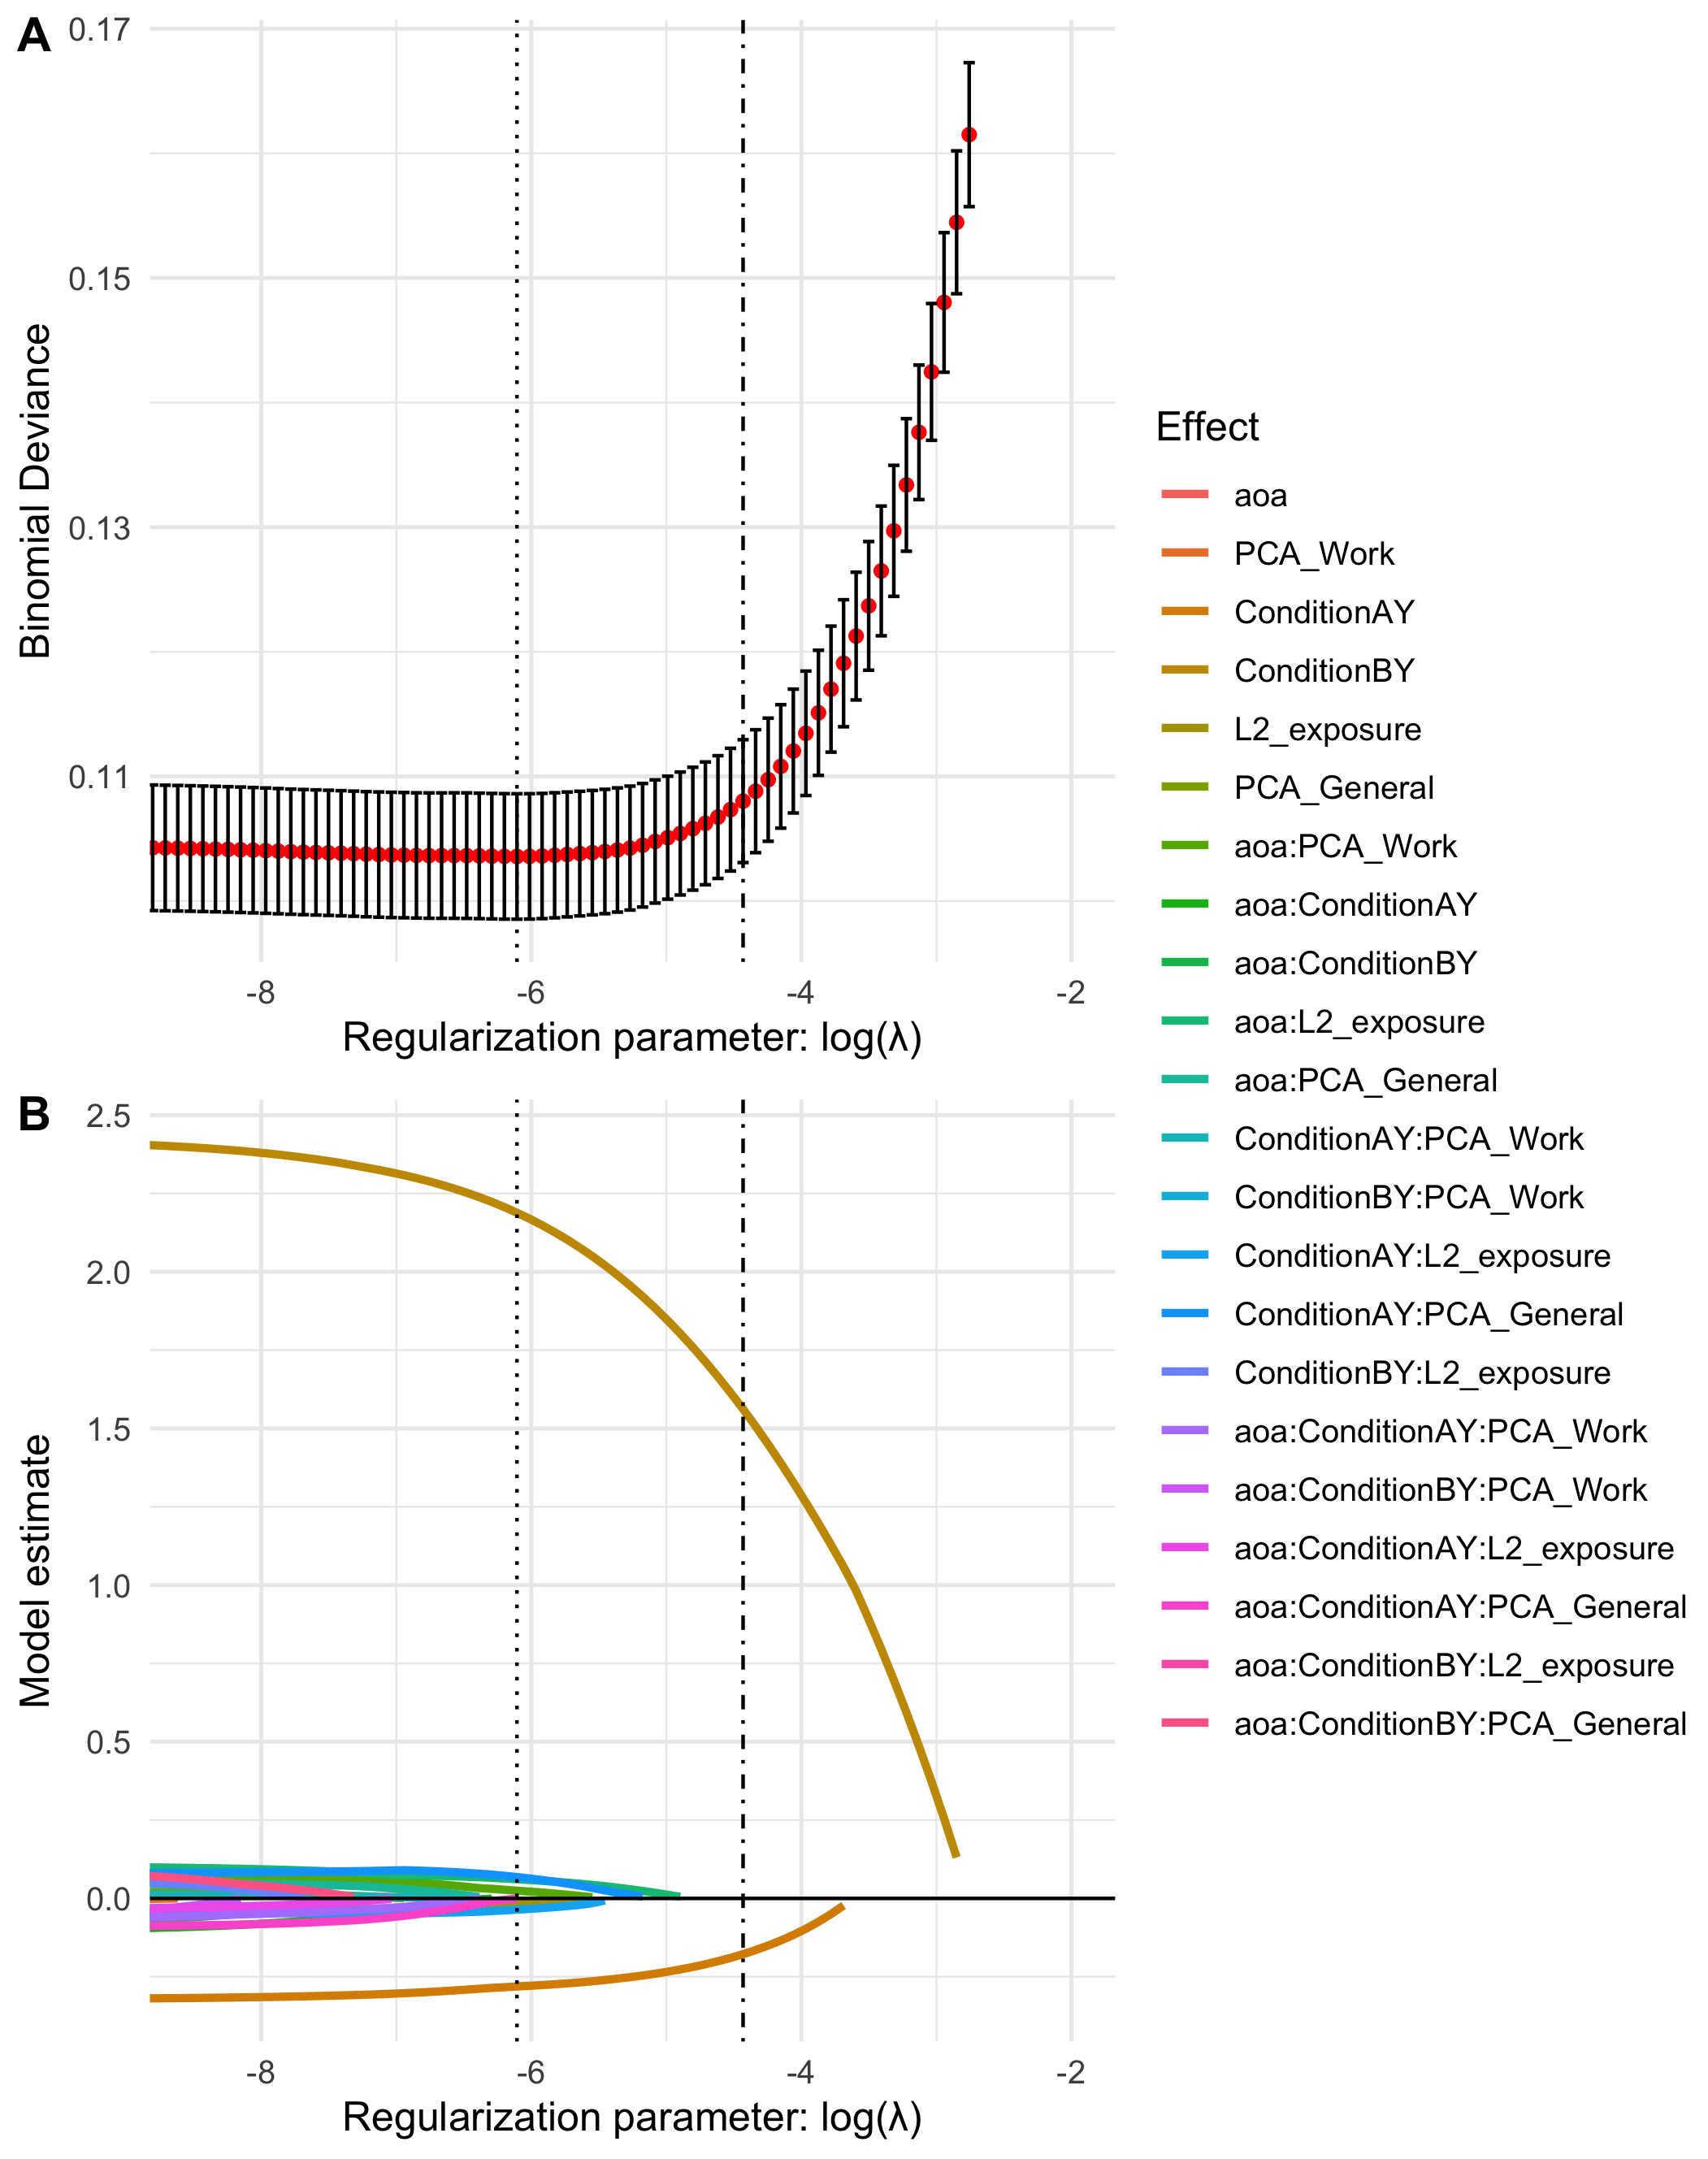 A
0.17
0.15
0.13
0.11
Binomial Deviance
-8
-6
-4
-2
Regularization parameter: log(λ)
B
2.5
2.0
1.5
1.0
0.5
0.0
Model estimate
-8
-6
-4
-2
Regularization parameter: log(λ)
Effect
aoa
PCA_Work
ConditionAY
ConditionBY
L2_exposure
PCA_General
aoa:PCA_Work
aoa:ConditionAY
aoa:ConditionBY
aoa:L2_exposure
aoa:PCA_General
ConditionAY:PCA_Work
ConditionBY:PCA_Work
ConditionAY:L2_exposure
ConditionAY:PCA_General
ConditionBY:L2_exposure
aoa:ConditionAY:PCA_Work
aoa:ConditionBY:PCA_Work
aoa:ConditionAY:L2_exposure
aoa:ConditionAY:PCA_General
aoa:ConditionBY:L2_exposure
aoa:ConditionBY:PCA_General